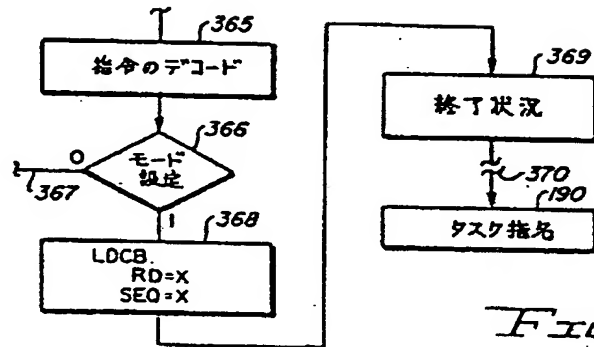 365
指令のデコード
366
モード
設定
0
367
1
368
LDCB.
RD=X
SEQ=X
369
終了状況
370
190
タスク指名